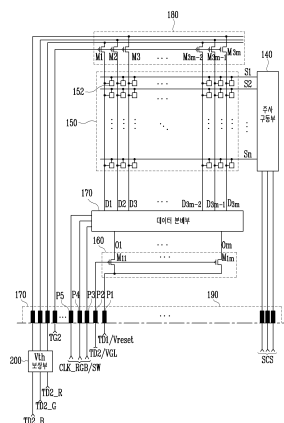 180
M1 M2 M3 M3m-2 M3m-1 M3m
140
S1
152
S2
주사
구동부
150
Sn
170
D1 D2 D3 D3m-2 D3m-1 D3m
데이터 분배부
160
O1 Om
M11 M1m
170
P5 P4 P3 P2 P1
190
TG2
TD1/Vreset
200
Vth
보상부
TD2/VGL
CLK_RGB/SW
SCS
TD2_R
TD2_G
TD2_B